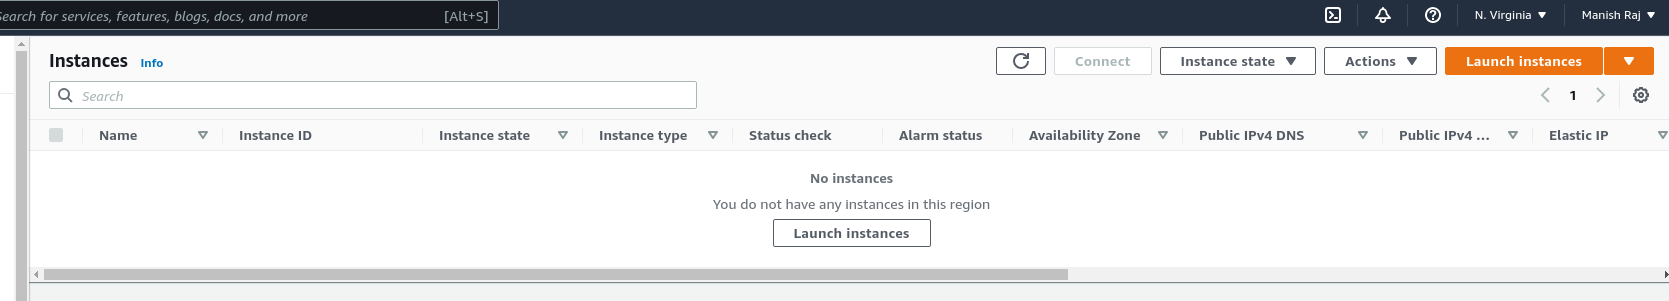 Search for services, features, blogs, docs, and more [Alt+S] N. Virginia Manish Raj
Instances Info Connect Instance state Actions Launch instances
Search 1
Name Instance ID Instance state Instance type Status check Alarm status Availability Zone Public IPv4 DNS Public IPv4 ... Elastic IP
No instances
You do not have any instances in this region
Launch instances